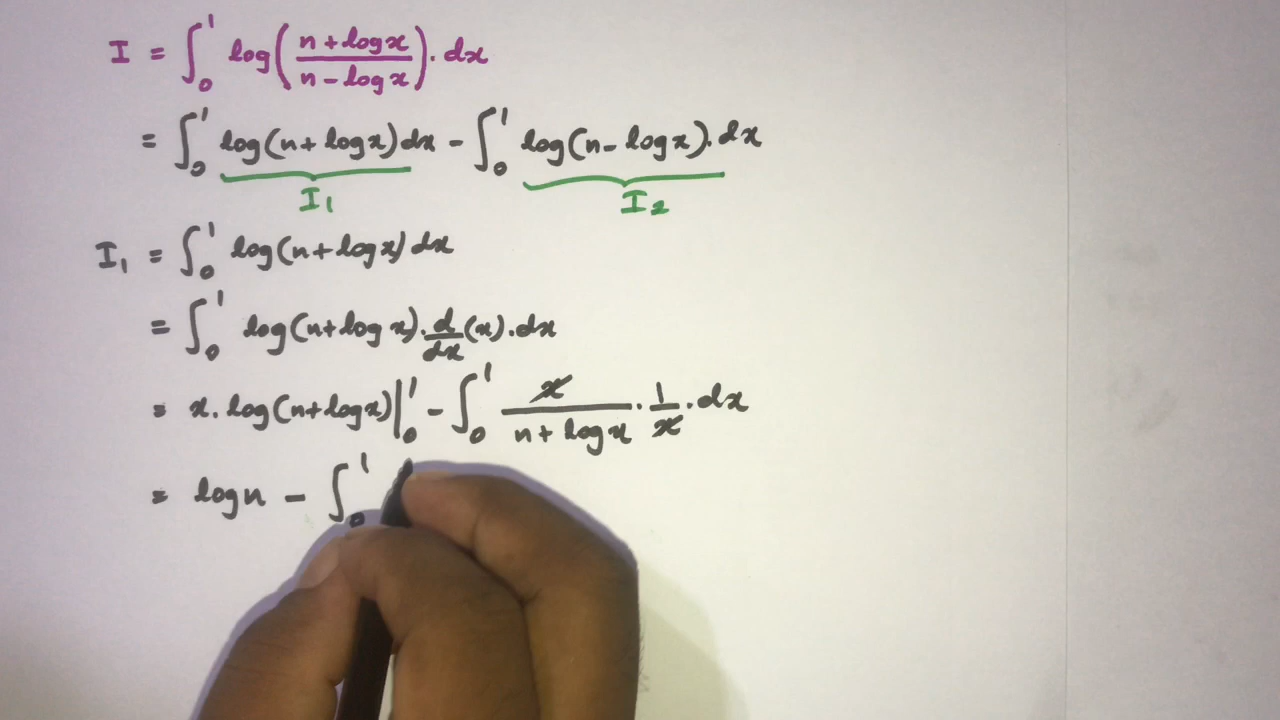 I = ∫₀¹ log((n + log x)/(n − log x)) · dx
= ∫₀¹ log(n + log x) dx − ∫₀¹ log(n − log x) · dx
I₁ I₂
I₁ = ∫₀¹ log(n + log x) dx
= ∫₀¹ log(n + log x) · d/dx (x) · dx
= x · log(n + log x)|₀¹ − ∫₀¹ x/(n + log x) · 1/x · dx
= log n − ∫₀¹